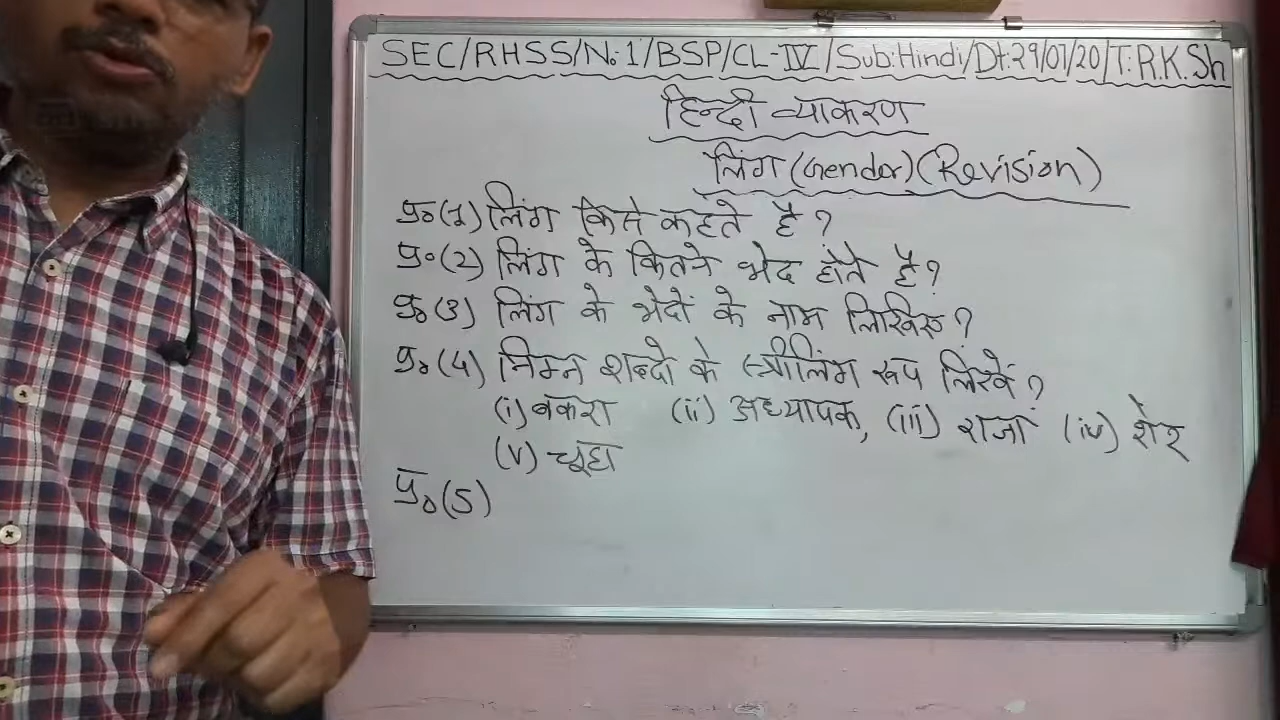 SEC/RHSS/No.1/BSP/CL-IV/Sub:Hindi/Dt:29/07/20/T:R.K.Sh
हिन्दी व्याकरण
लिंग (Gender) (Revision)
प्र०(1) लिंग किसे कहते है ?
प्र०(2) लिंग के कितने भेद होते है ?
प्र०(3) लिंग के भेदों के नाम लिखिए ?
प्र०(4) निम्न शब्दो के स्त्रीलिंग रूप लिखें ?
(i) बकरा (ii) अध्यापक, (iii) राजा (iv) शेर
(v) चूहा
प्र०(5)